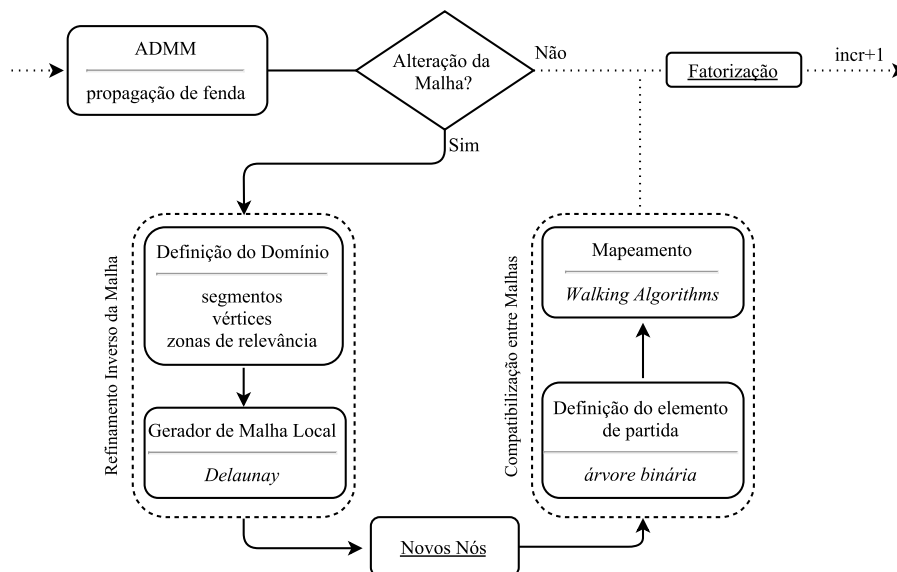 ADMM
propagação de fenda
Alteração da
Malha?
Não
Fatorização
incr+1
Sim
Refinamento Inverso da Malha
Definição do Domínio
segmentos
vértices
zonas de relevância
Gerador de Malha Local
Delaunay
Novos Nós
Compatibilização entre Malhas
Mapeamento
Walking Algorithms
Definição do elemento
de partida
árvore binária